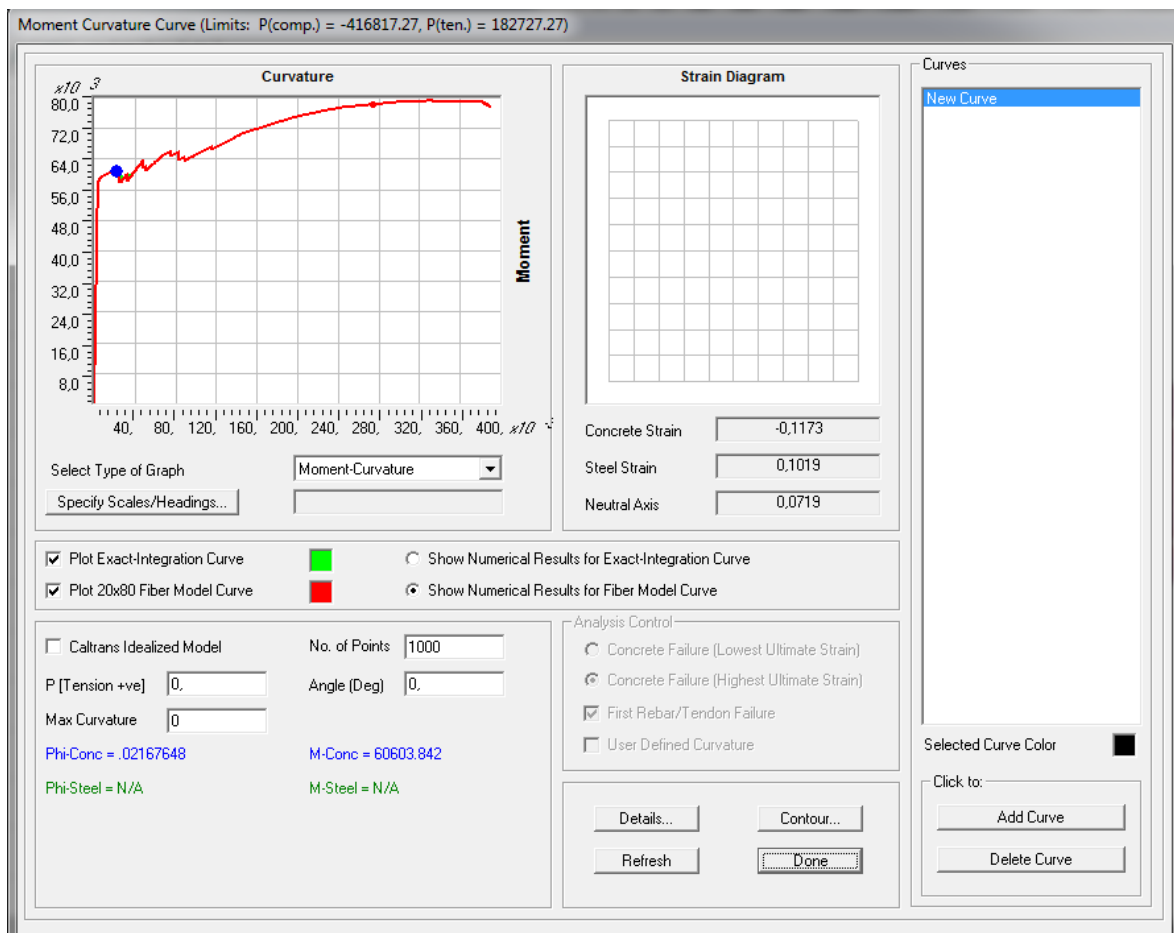 Moment Curvature Curve (Limits: P(comp.) = -416817.27, P(ten.) = 182727.27)
Curvature
x10 3
80,0
72,0
64,0
56,0
48,0
40,0
32,0
24,0
16,0
8,0
Moment
40, 80, 120, 160, 200, 240, 280, 320, 360, 400, x10 -3
Select Type of Graph
Moment-Curvature
Specify Scales/Headings...
Strain Diagram
Concrete Strain -0,1173
Steel Strain 0,1019
Neutral Axis 0,0719
Plot Exact-Integration Curve
Show Numerical Results for Exact-Integration Curve
Plot 20x80 Fiber Model Curve
Show Numerical Results for Fiber Model Curve
Caltrans Idealized Model
No. of Points 1000
P [Tension +ve] 0,
Angle (Deg) 0,
Max Curvature 0
Phi-Conc = .02167648
M-Conc = 60603.842
Phi-Steel = N/A
M-Steel = N/A
Analysis Control
Concrete Failure (Lowest Ultimate Strain)
Concrete Failure (Highest Ultimate Strain)
First Rebar/Tendon Failure
User Defined Curvature
Details...
Contour...
Refresh
Done
Curves
New Curve
Selected Curve Color
Click to:
Add Curve
Delete Curve